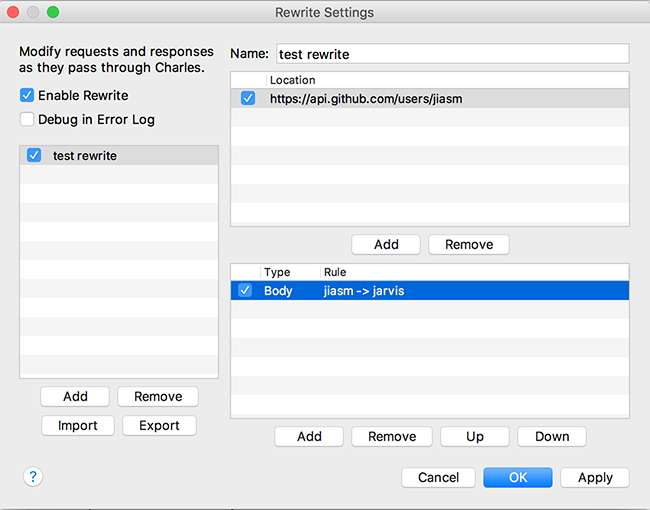 Rewrite Settings
Modify requests and responses
as they pass through Charles.
Enable Rewrite
Debug in Error Log
test rewrite
Add Remove
Import Export
Name: test rewrite
Location
https://api.github.com/users/jiasm
Add Remove
Type Rule
Body jiasm -> jarvis
Add Remove Up Down
? Cancel OK Apply